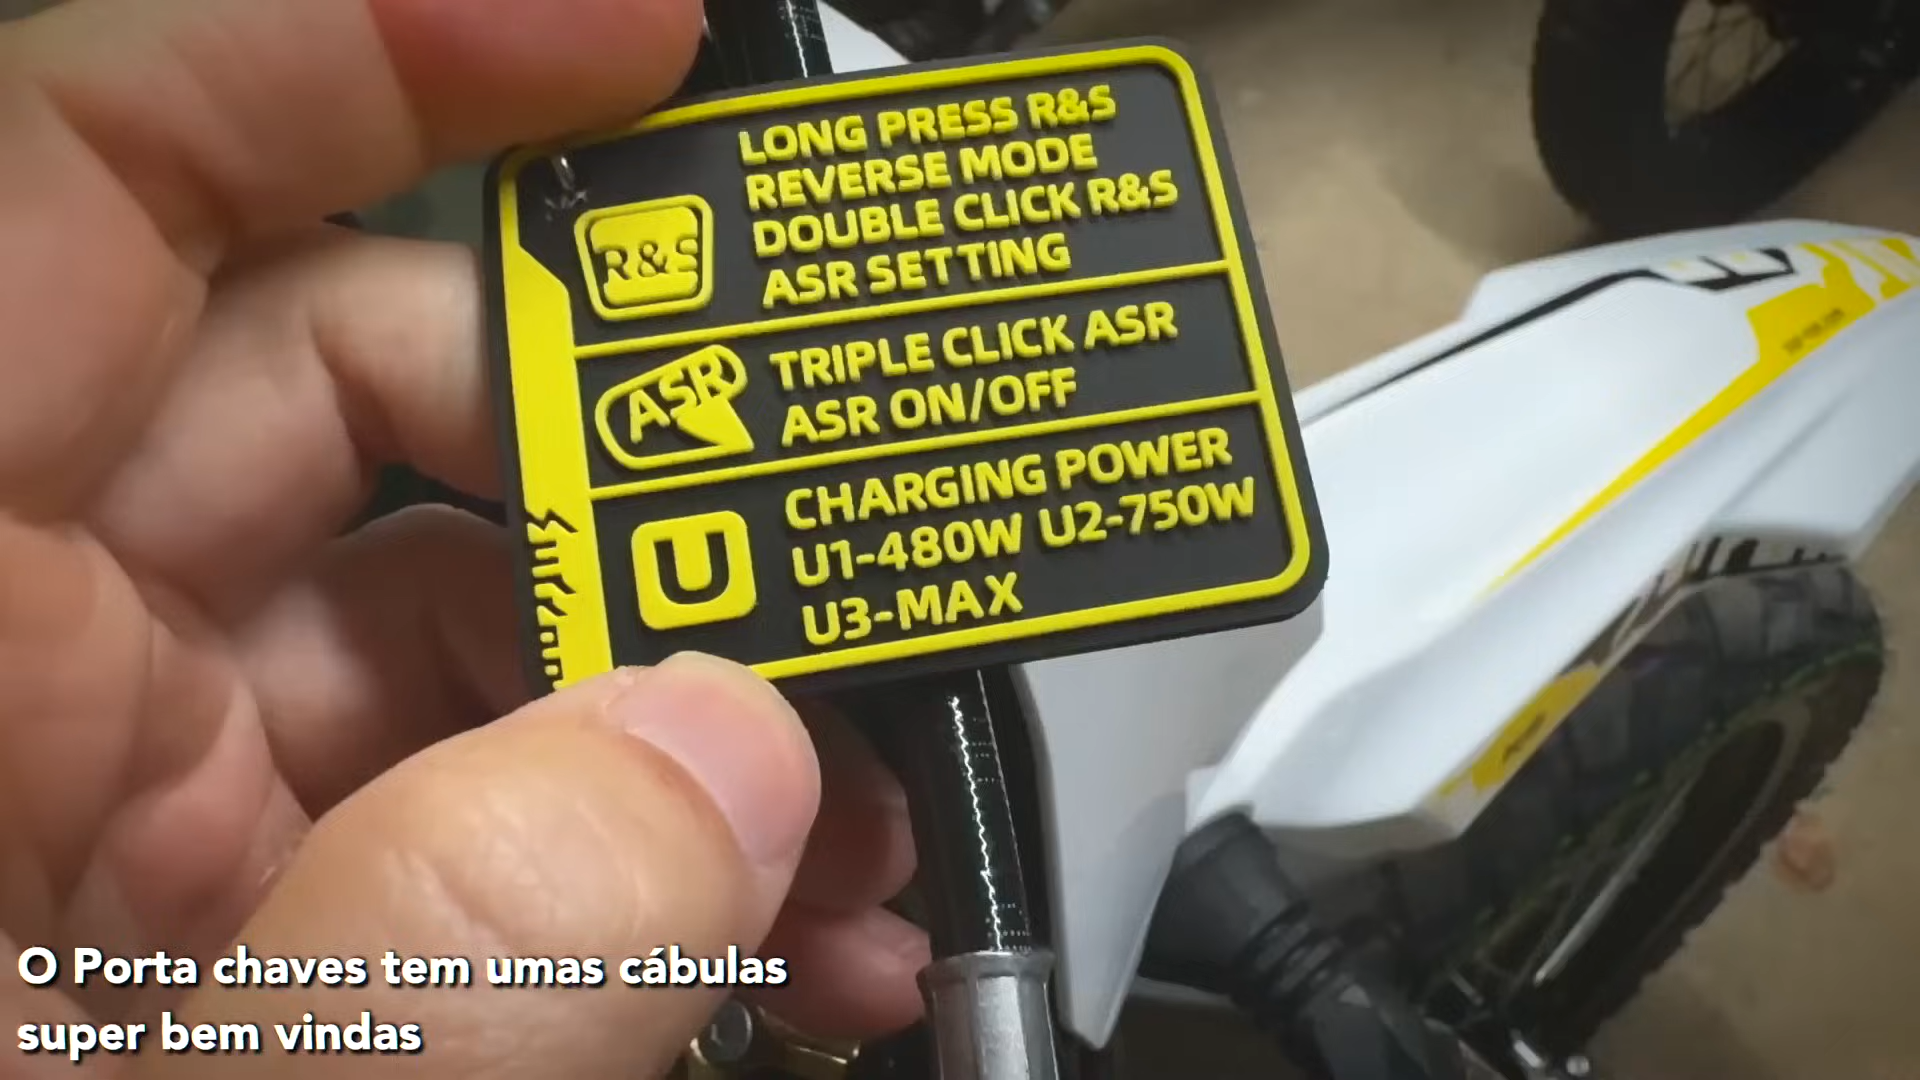 LONG PRESS R&S
REVERSE MODE
DOUBLE CLICK R&S
ASR SETTING
R&S
TRIPLE CLICK ASR
ASR ON/OFF
ASR
CHARGING POWER
U1-480W U2-750W
U3-MAX
U
O Porta chaves tem umas cábulas
super bem vindas